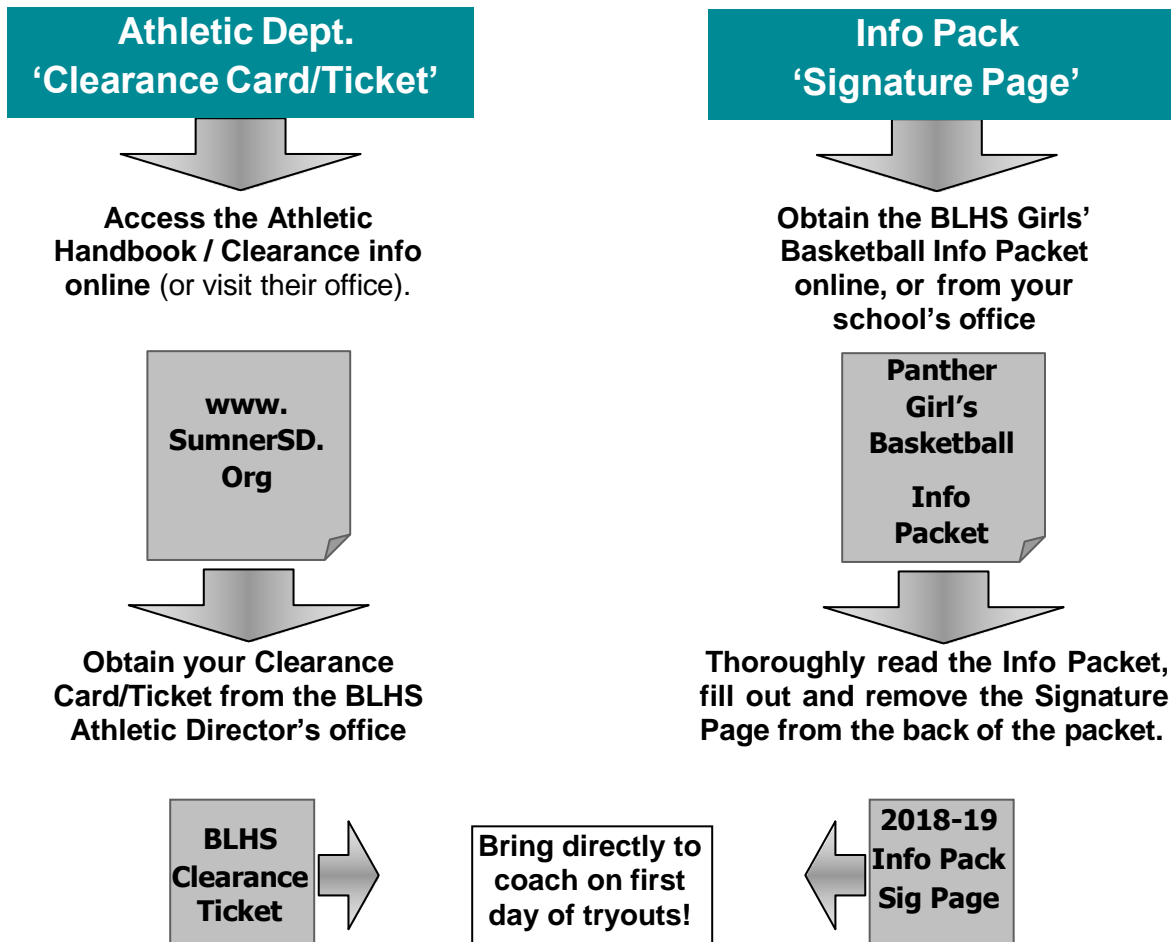 Athletic Dept.
‘Clearance Card/Ticket’
Access the Athletic
Handbook / Clearance info
online (or visit their office).
www.
SumnerSD.
Org
Obtain your Clearance
Card/Ticket from the BLHS
Athletic Director’s office
BLHS
Clearance
Ticket
Info Pack
‘Signature Page’
Obtain the BLHS Girls’
Basketball Info Packet
online, or from your
school’s office
Panther
Girl’s
Basketball
Info
Packet
Thoroughly read the Info Packet,
fill out and remove the Signature
Page from the back of the packet.
2018-19
Info Pack
Sig Page
Bring directly to
coach on first
day of tryouts!